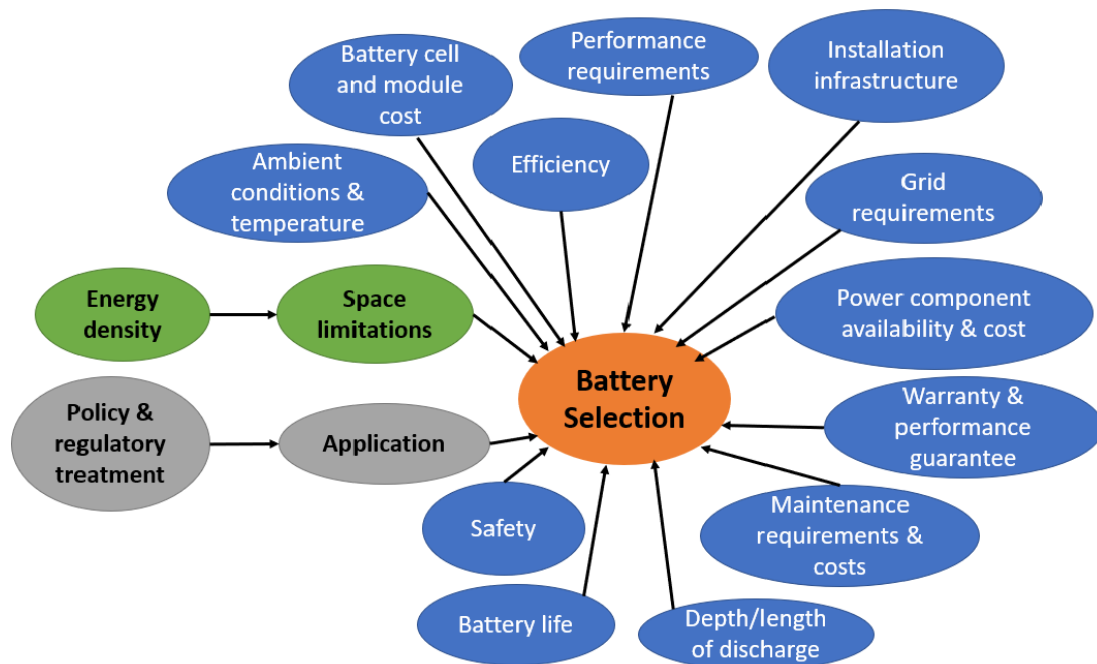 Battery cell
and module
cost
Performance
requirements
Installation
infrastructure
Ambient
conditions &
temperature
Efficiency
Grid
requirements
Energy
density
Space
limitations
Power component
availability & cost
Battery
Selection
Policy &
regulatory
treatment
Application
Warranty &
performance
guarantee
Safety
Maintenance
requirements &
costs
Battery life
Depth/length
of discharge